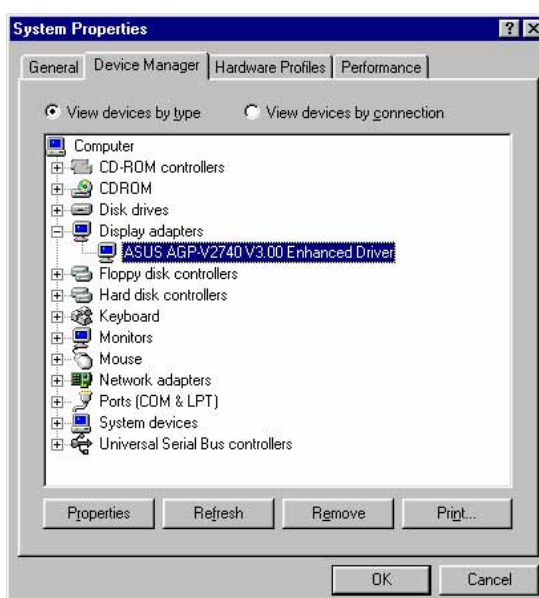 System Properties
General Device Manager Hardware Profiles Performance
View devices by type View devices by connection
Computer
CD-ROM controllers
CDROM
Disk drives
Display adapters
ASUS AGP-V2740 V3.00 Enhanced Driver
Floppy disk controllers
Hard disk controllers
Keyboard
Monitors
Mouse
Network adapters
Ports (COM & LPT)
System devices
Universal Serial Bus controllers
Properties Refresh Remove Print...
OK Cancel